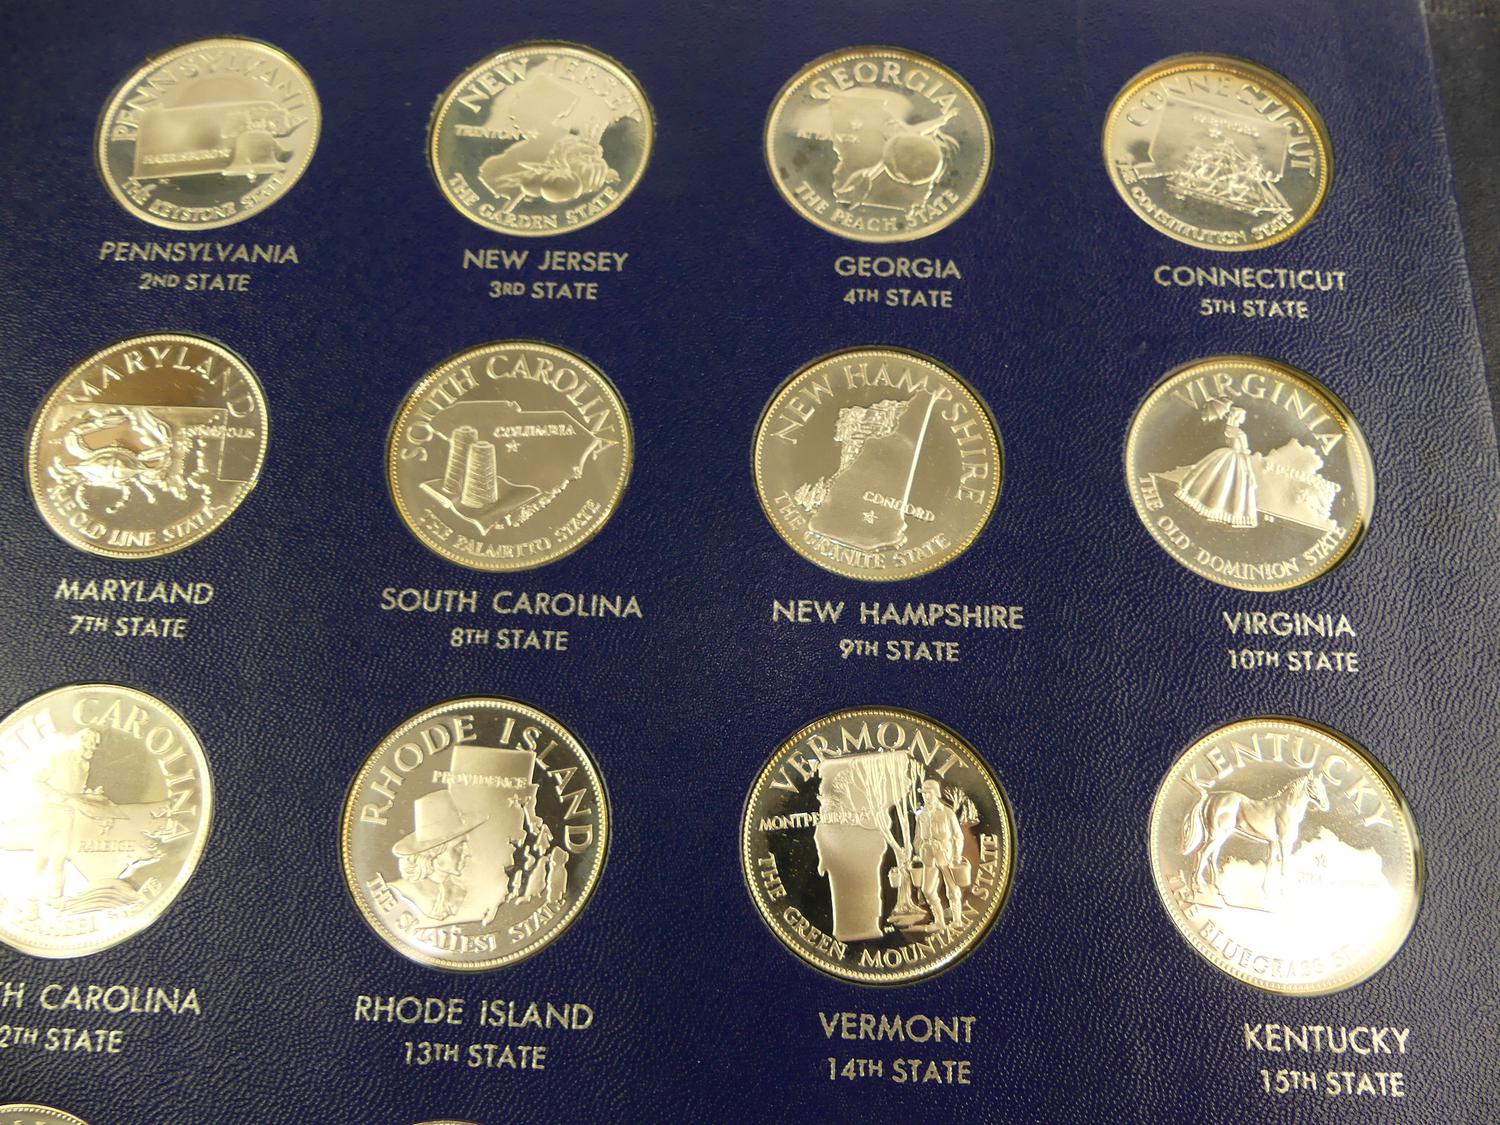 PENNSYLVANIA
HARRISBURG
THE KEYSTONE STATE
PENNSYLVANIA
2ND STATE
NEW JERSEY
TRENTON
THE GARDEN STATE
NEW JERSEY
3RD STATE
GEORGIA
ATLANTA
THE PEACH STATE
GEORGIA
4TH STATE
CONNECTICUT
HARTFORD
THE CONSTITUTION STATE
CONNECTICUT
5TH STATE
MARYLAND
ANNAPOLIS
THE OLD LINE STATE
MARYLAND
7TH STATE
SOUTH CAROLINA
COLUMBIA
THE PALMETTO STATE
SOUTH CAROLINA
8TH STATE
NEW HAMPSHIRE
CONCORD
THE GRANITE STATE
NEW HAMPSHIRE
9TH STATE
VIRGINIA
THE OLD DOMINION STATE
VIRGINIA
10TH STATE
TH CAROLINA
RALEIGH
HEEL STATE
TH CAROLINA
2TH STATE
RHODE ISLAND
PROVIDENCE
THE SMALLEST STATE
RHODE ISLAND
13TH STATE
VERMONT
MONTPELIER
THE GREEN MOUNTAIN STATE
VERMONT
14TH STATE
KENTUCKY
THE BLUEGRASS
KENTUCKY
15TH STATE